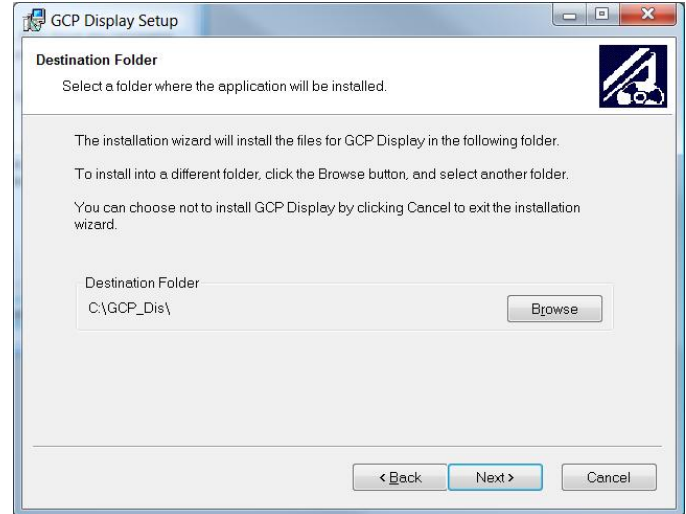 GCP Display Setup
Destination Folder
Select a folder where the application will be installed.
The installation wizard will install the files for GCP Display in the following folder.
To install into a different folder, click the Browse button, and select another folder.
You can choose not to install GCP Display by clicking Cancel to exit the installation
wizard.
Destination Folder
C:\GCP_Dis\
Browse
< Back
Next >
Cancel